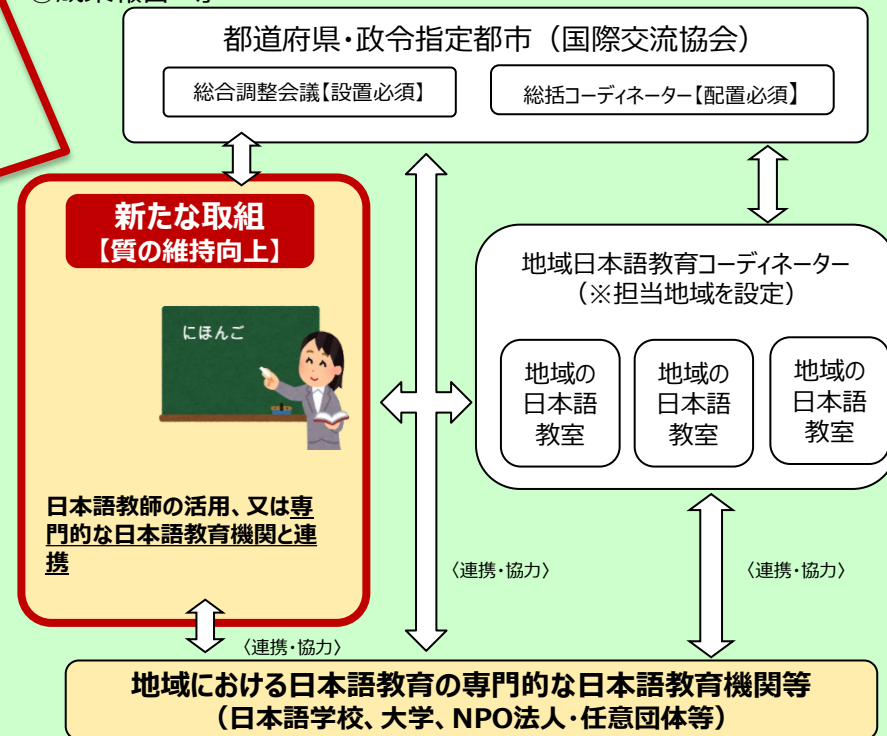 都道府県・政令指定都市（国際交流協会）
総合調整会議【設置必須】
総括コーディネーター【配置必須】
新たな取組
【質の維持向上】
にほんご
日本語教師の活用、又は専
門的な日本語教育機関と連
携
地域日本語教育コーディネーター
（※担当地域を設定）
地域の
日本語
教室
地域の
日本語
教室
地域の
日本語
教室
〈連携・協力〉
〈連携・協力〉
〈連携・協力〉
地域における日本語教育の専門的な日本語教育機関等
（日本語学校、大学、NPO法人・任意団体等）